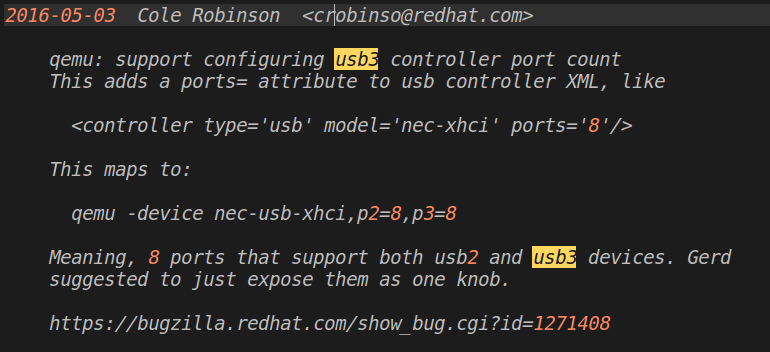 2016-05-03  Cole Robinson  <crobinso@redhat.com>
qemu: support configuring usb3 controller port count
This adds a ports= attribute to usb controller XML, like
<controller type='usb' model='nec-xhci' ports='8'/>
This maps to:
qemu -device nec-usb-xhci,p2=8,p3=8
Meaning, 8 ports that support both usb2 and usb3 devices. Gerd
suggested to just expose them as one knob.
https://bugzilla.redhat.com/show_bug.cgi?id=1271408